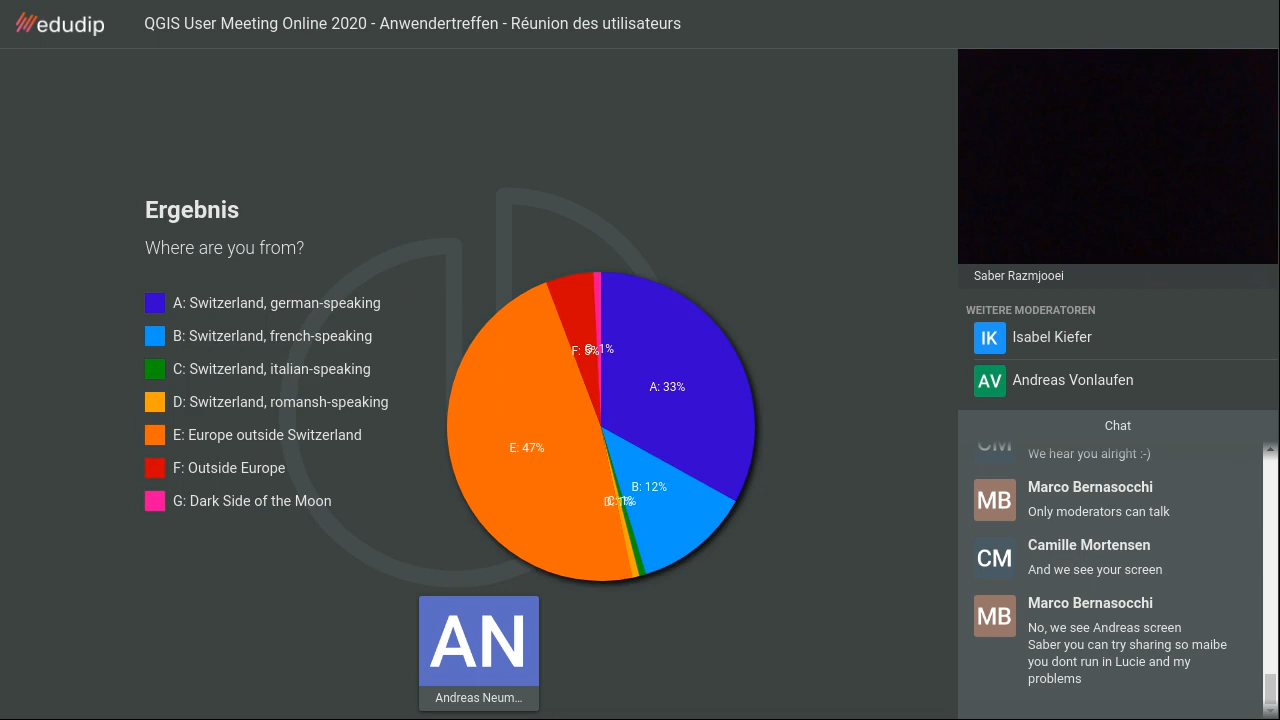 edudip
QGIS User Meeting Online 2020 - Anwendertreffen - Réunion des utilisateurs
Ergebnis
Where are you from?
A: Switzerland, german-speaking
B: Switzerland, french-speaking
C: Switzerland, italian-speaking
D: Switzerland, romansh-speaking
E: Europe outside Switzerland
F: Outside Europe
G: Dark Side of the Moon
F: 5%
1%
A: 33%
E: 47%
B: 12%
AN
Andreas Neum…
Saber Razmjooei
WEITERE MODERATOREN
IK
Isabel Kiefer
AV
Andreas Vonlaufen
Chat
CM
We hear you alright :-)
MB
Marco Bernasocchi
Only moderators can talk
CM
Camille Mortensen
And we see your screen
MB
Marco Bernasocchi
No, we see Andreas screen
Saber you can try sharing so maibe
you dont run in Lucie and my
problems